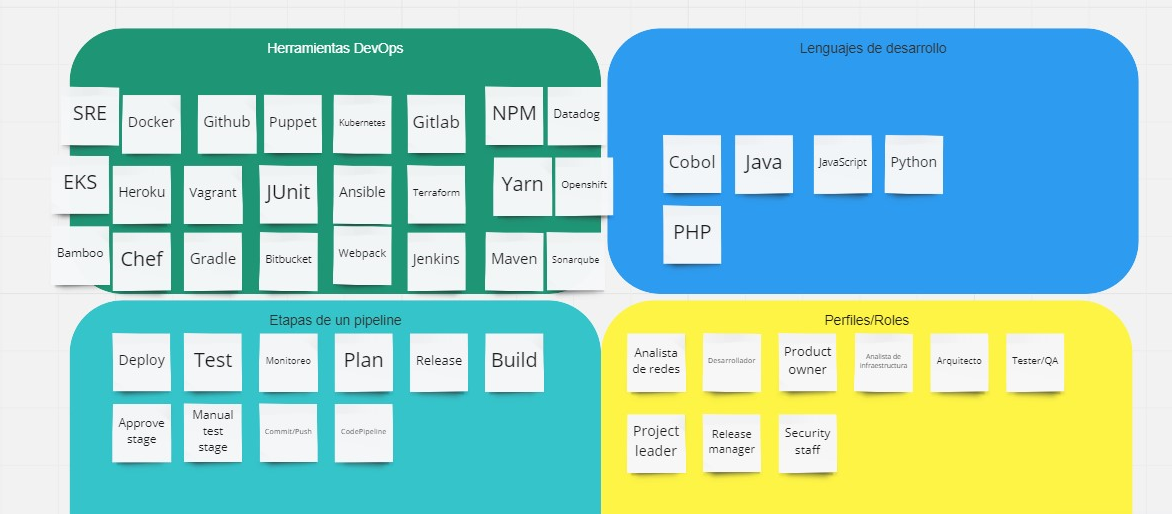 Herramientas DevOps
SRE
Docker
Github
Puppet
Kubernetes
Gitlab
NPM
Datadog
EKS
Heroku
Vagrant
JUnit
Ansible
Terraform
Yarn
Openshift
Bamboo
Chef
Gradle
Bitbucket
Webpack
Jenkins
Maven
Sonarqube
Lenguajes de desarrollo
Cobol
Java
JavaScript
Python
PHP
Etapas de un pipeline
Deploy
Test
Monitoreo
Plan
Release
Build
Approve
stage
Manual
test
stage
Commit/Push
CodePipeline
Perfiles/Roles
Analista
de redes
Desarrollador
Product
owner
Analista de
infraestructura
Arquitecto
Tester/QA
Project
leader
Release
manager
Security
staff